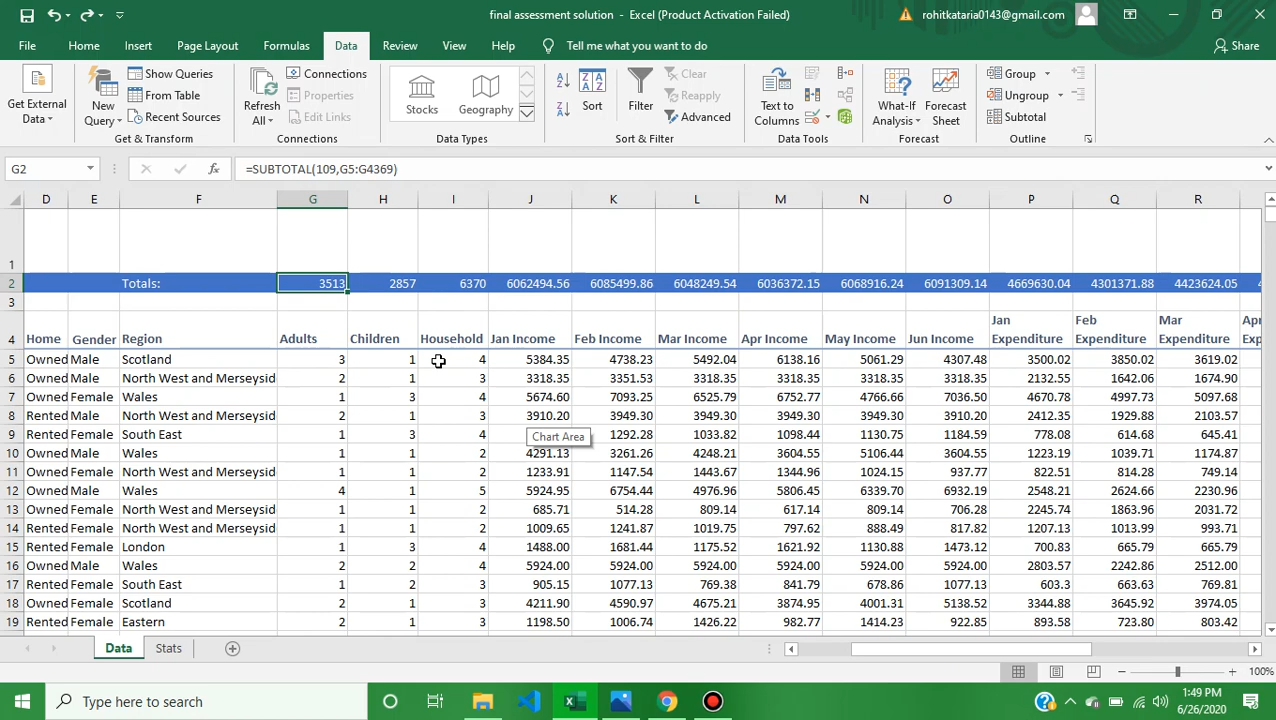 final assessment solution - Excel (Product Activation Failed)
rohitkataria0143@gmail.com
File Home Insert Page Layout Formulas Data Review View Help Tell me what you want to do Share
Get External Data
New Query
Show Queries
From Table
Recent Sources
Get & Transform
Refresh All
Connections
Properties
Edit Links
Connections
Stocks
Geography
Data Types
Sort
Filter
Clear
Reapply
Advanced
Sort & Filter
Text to Columns
Data Tools
What-If Analysis
Forecast Sheet
Forecast
Group
Ungroup
Subtotal
Outline
G2 fx =SUBTOTAL(109,G5:G4369)
D E F G H I J K L M N O P Q R
1
2 Totals: 3513 2857 6370 6062494.56 6085499.86 6048249.54 6036372.15 6068916.24 6091309.14 4669630.04 4301371.88 4423624.05
3
4 Home Gender Region Adults Children Household Jan Income Feb Income Mar Income Apr Income May Income Jun Income Jan Expenditure Feb Expenditure Mar Expenditure Apr Exp
5 Owned Male Scotland 3 1 4 5384.35 4738.23 5492.04 6138.16 5061.29 4307.48 3500.02 3850.02 3619.02
6 Owned Male North West and Merseysid 2 1 3 3318.35 3351.53 3318.35 3318.35 3318.35 3318.35 2132.55 1642.06 1674.90
7 Owned Female Wales 1 3 4 5674.60 7093.25 6525.79 6752.77 4766.66 7036.50 4670.78 4997.73 5097.68
8 Rented Male North West and Merseysid 2 1 3 3910.20 3949.30 3949.30 3949.30 3949.30 3910.20 2412.35 1929.88 2103.57
9 Rented Female South East 1 3 4 Chart Area 1292.28 1033.82 1098.44 1130.75 1184.59 778.08 614.68 645.41
10 Owned Male Wales 1 1 2 4291.13 3261.26 4248.21 3604.55 5106.44 3604.55 1223.19 1039.71 1174.87
11 Owned Female North West and Merseysid 1 1 2 1233.91 1147.54 1443.67 1344.96 1024.15 937.77 822.51 814.28 749.14
12 Owned Male Wales 4 1 5 5924.95 6754.44 4976.96 5806.45 6339.70 6932.19 2548.21 2624.66 2230.96
13 Owned Female North West and Merseysid 1 1 2 685.71 514.28 809.14 617.14 809.14 706.28 2245.74 1863.96 2031.72
14 Rented Female North West and Merseysid 1 1 2 1009.65 1241.87 1019.75 797.62 888.49 817.82 1207.13 1013.99 993.71
15 Rented Female London 1 3 4 1488.00 1681.44 1175.52 1621.92 1130.88 1473.12 700.83 665.79 665.79
16 Owned Male Wales 2 2 4 5924.00 5924.00 5924.00 5924.00 5924.00 5924.00 2803.57 2242.86 2512.00
17 Rented Female South East 1 2 3 905.15 1077.13 769.38 841.79 678.86 1077.13 603.3 663.63 769.81
18 Owned Female Scotland 2 1 3 4211.90 4590.97 4675.21 3874.95 4001.31 5138.52 3344.88 3645.92 3974.05
19 Rented Female Eastern 2 1 3 1198.50 1006.74 1426.22 982.77 1414.23 922.85 893.58 723.80 803.42
Data Stats
100%
Type here to search
1:49 PM
6/26/2020